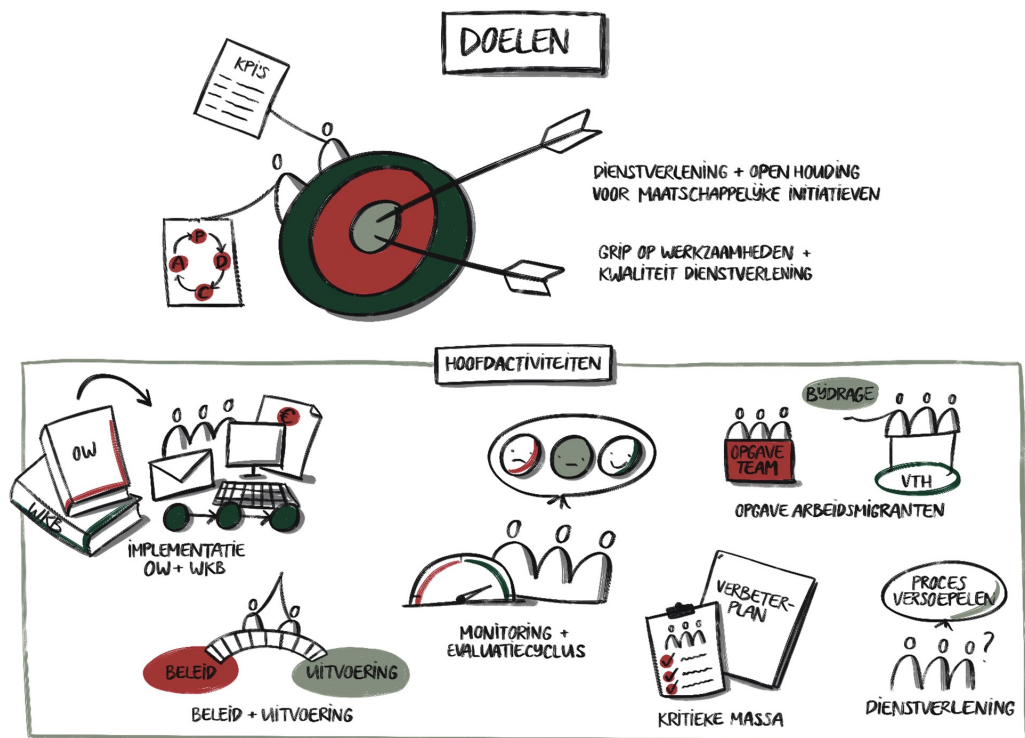 DOELEN
KPI'S
P
A
D
C
DIENSTVERLENING + OPEN HOUDING
VOOR MAATSCHAPPELIJKE INITIATIEVEN
GRIP OP WERKZAAMHEDEN +
KWALITEIT DIENSTVERLENING
HOOFDACTIVITEITEN
OW
WKB
€
IMPLEMENTATIE
OW + WKB
BELEID
UITVOERING
BELEID + UITVOERING
MONITORING +
EVALUATIECYCLUS
OPGAVE
TEAM
BIJDRAGE
VTH
OPGAVE ARBEIDSMIGRANTEN
VERBETER-
PLAN
KRITIEKE MASSA
PROCES
VERSOEPELEN
?
DIENSTVERLENING